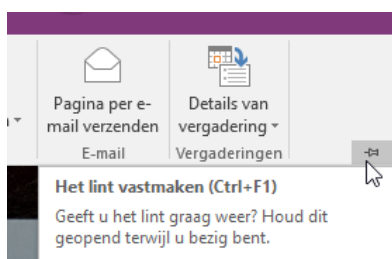 Pagina per e-
mail verzenden
Details van
vergadering
E-mail
Vergaderingen
Het lint vastmaken (Ctrl+F1)
Geeft u het lint graag weer? Houd dit
geopend terwijl u bezig bent.